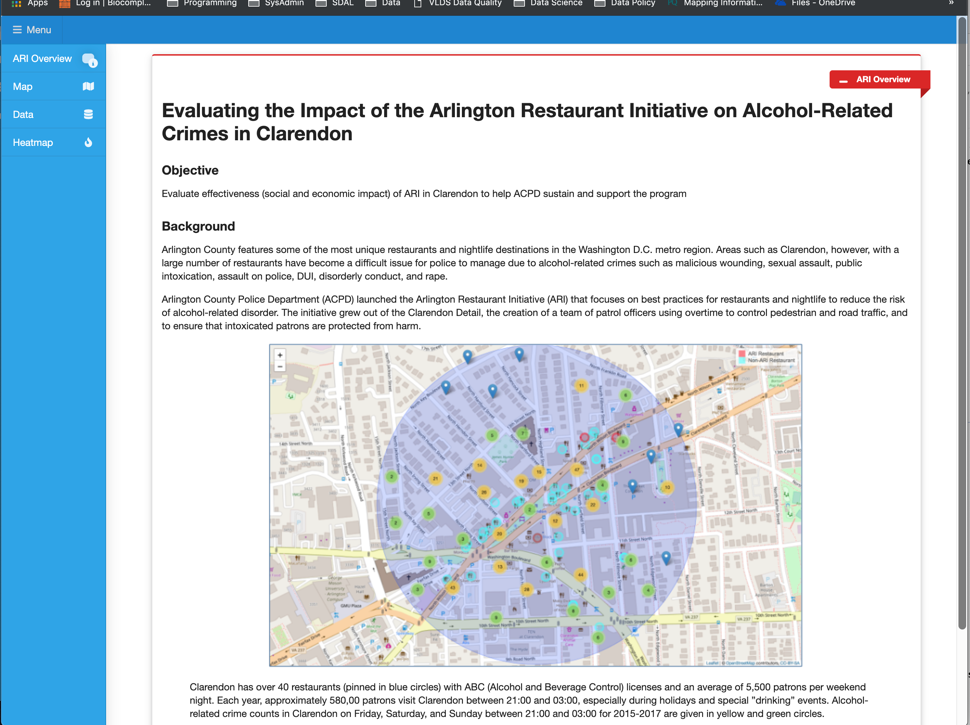 Apps Log in | Biocompl... Programming SysAdmin SDAL Data VLDS Data Quality Data Science Data Policy Mapping Informati... Files - OneDrive »
Menu
ARI Overview
Map
Data
Heatmap
ARI Overview
Evaluating the Impact of the Arlington Restaurant Initiative on Alcohol-Related
Crimes in Clarendon
Objective
Evaluate effectiveness (social and economic impact) of ARI in Clarendon to help ACPD sustain and support the program
Background
Arlington County features some of the most unique restaurants and nightlife destinations in the Washington D.C. metro region. Areas such as Clarendon, however, with a
large number of restaurants have become a difficult issue for police to manage due to alcohol-related crimes such as malicious wounding, sexual assault, public
intoxication, assault on police, DUI, disorderly conduct, and rape.
Arlington County Police Department (ACPD) launched the Arlington Restaurant Initiative (ARI) that focuses on best practices for restaurants and nightlife to reduce the risk
of alcohol-related disorder. The initiative grew out of the Clarendon Detail, the creation of a team of patrol officers using overtime to control pedestrian and road traffic, and
to ensure that intoxicated patrons are protected from harm.
+
−
ARI Restaurant
Non-ARI Restaurant
Clarendon has over 40 restaurants (pinned in blue circles) with ABC (Alcohol and Beverage Control) licenses and an average of 5,500 patrons per weekend
night. Each year, approximately 580,00 patrons visit Clarendon between 21:00 and 03:00, especially during holidays and special "drinking" events. Alcohol-
related crime counts in Clarendon on Friday, Saturday, and Sunday between 21:00 and 03:00 for 2015-2017 are given in yellow and green circles.